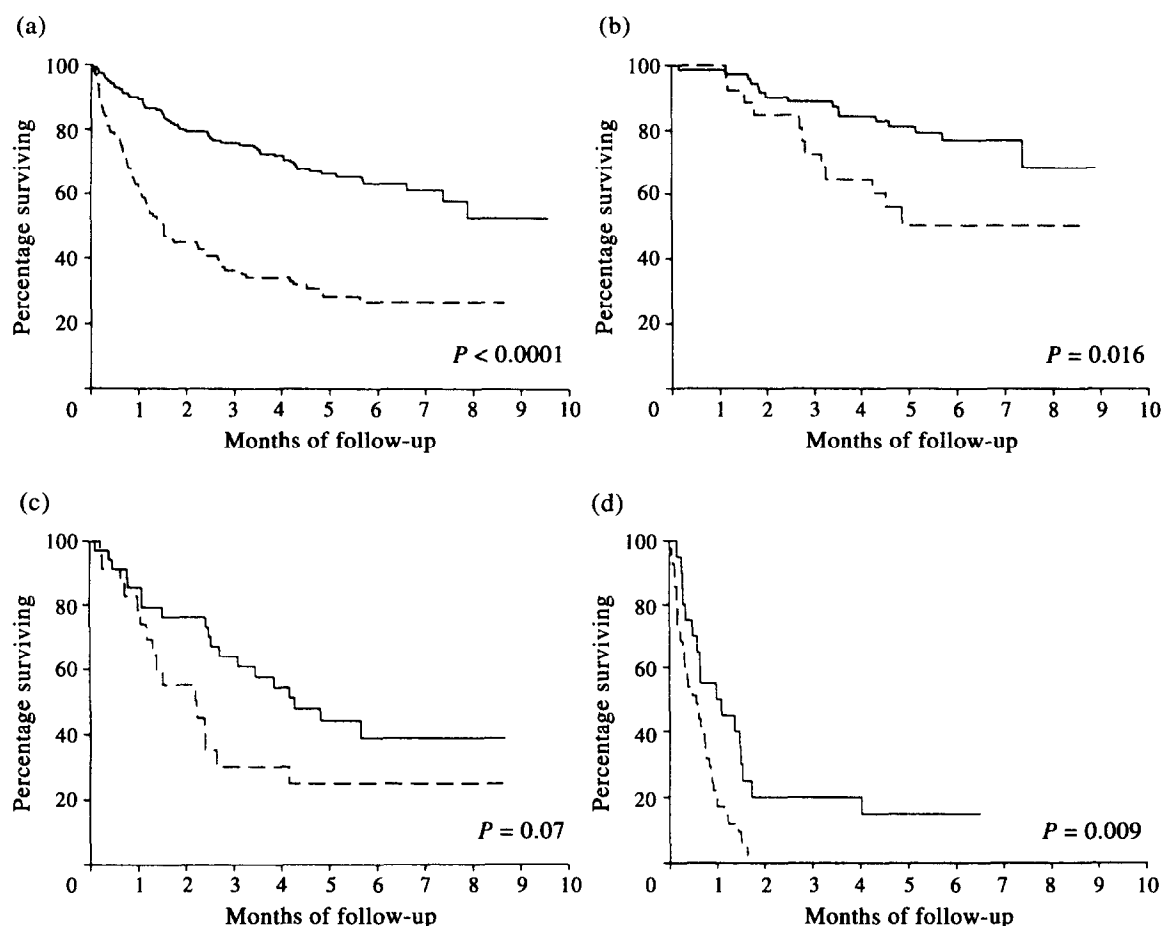 (a)
100
80
60
40
20
0
1 2 3 4 5 6 7 8 9 10
Percentage surviving
Months of follow-up
P < 0.0001
(b)
100
80
60
40
20
0
1 2 3 4 5 6 7 8 9 10
Percentage surviving
Months of follow-up
P = 0.016
(c)
100
80
60
40
20
0
1 2 3 4 5 6 7 8 9 10
Percentage surviving
Months of follow-up
P = 0.07
(d)
100
80
60
40
20
0
1 2 3 4 5 6 7 8 9 10
Percentage surviving
Months of follow-up
P = 0.009